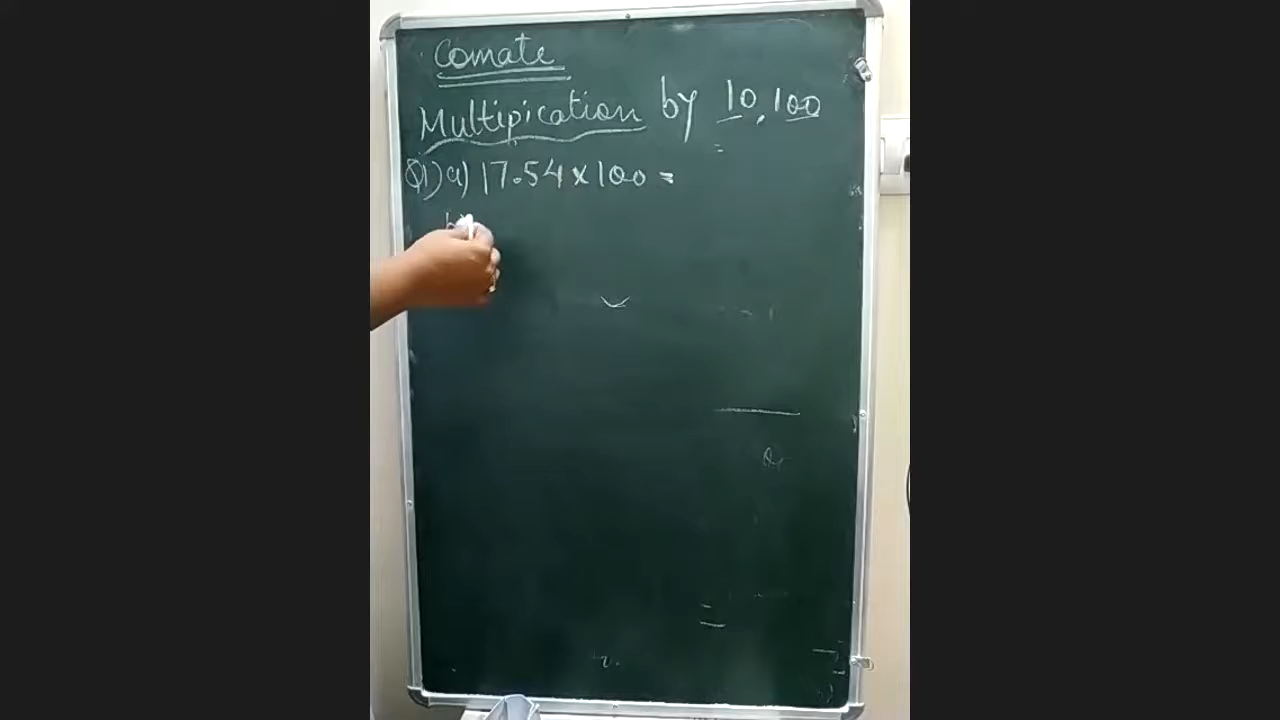 Comate
Multipication by 10, 100
Q1) a) 17.54 x 100 =
b)